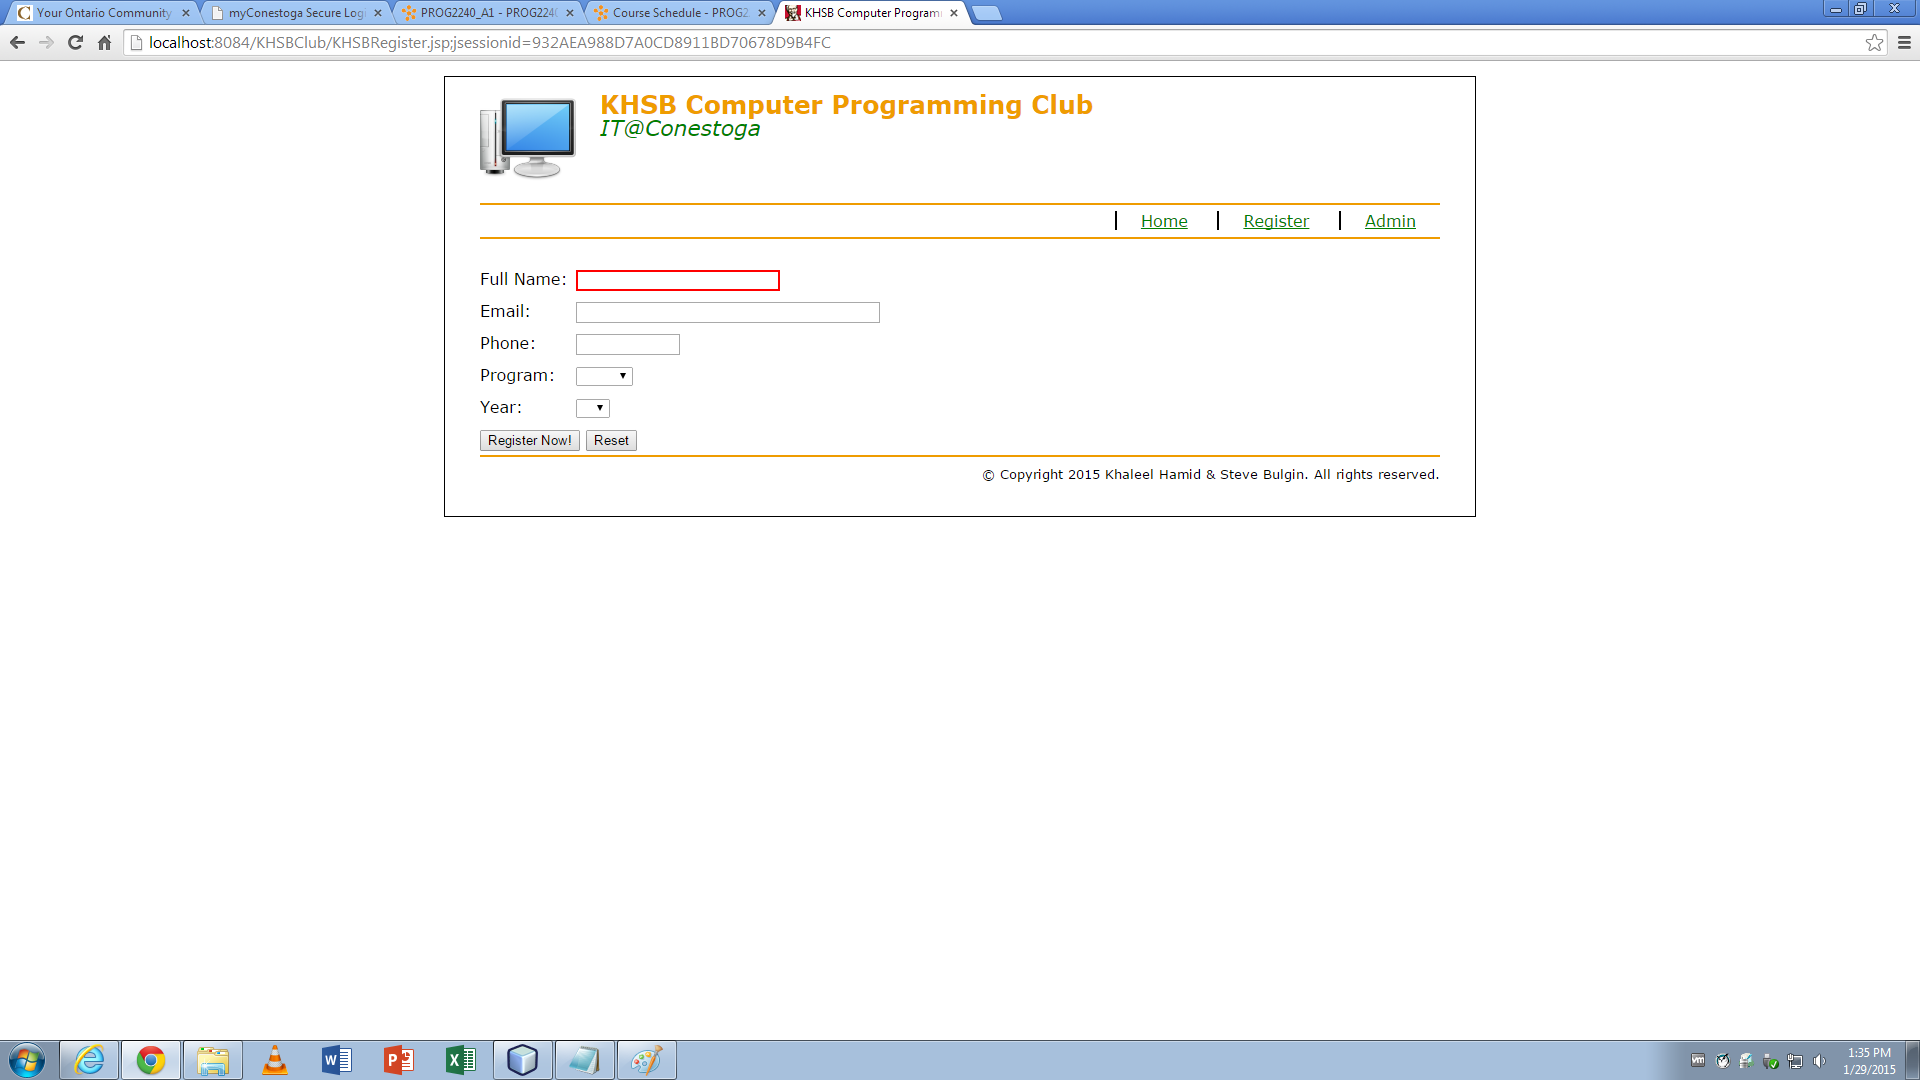 Your Ontario Community
myConestoga Secure Logi
PROG2240_A1 - PROG2240
Course Schedule - PROG2
KHSB Computer Program
localhost:8084/KHSBClub/KHSBRegister.jsp;jsessionid=932AEA988D7A0CD8911BD70678D9B4FC
KHSB Computer Programming Club
IT@Conestoga
Home
Register
Admin
Full Name:
Email:
Phone:
Program:
Year:
Register Now!
Reset
© Copyright 2015 Khaleel Hamid & Steve Bulgin. All rights reserved.
1:35 PM
1/29/2015